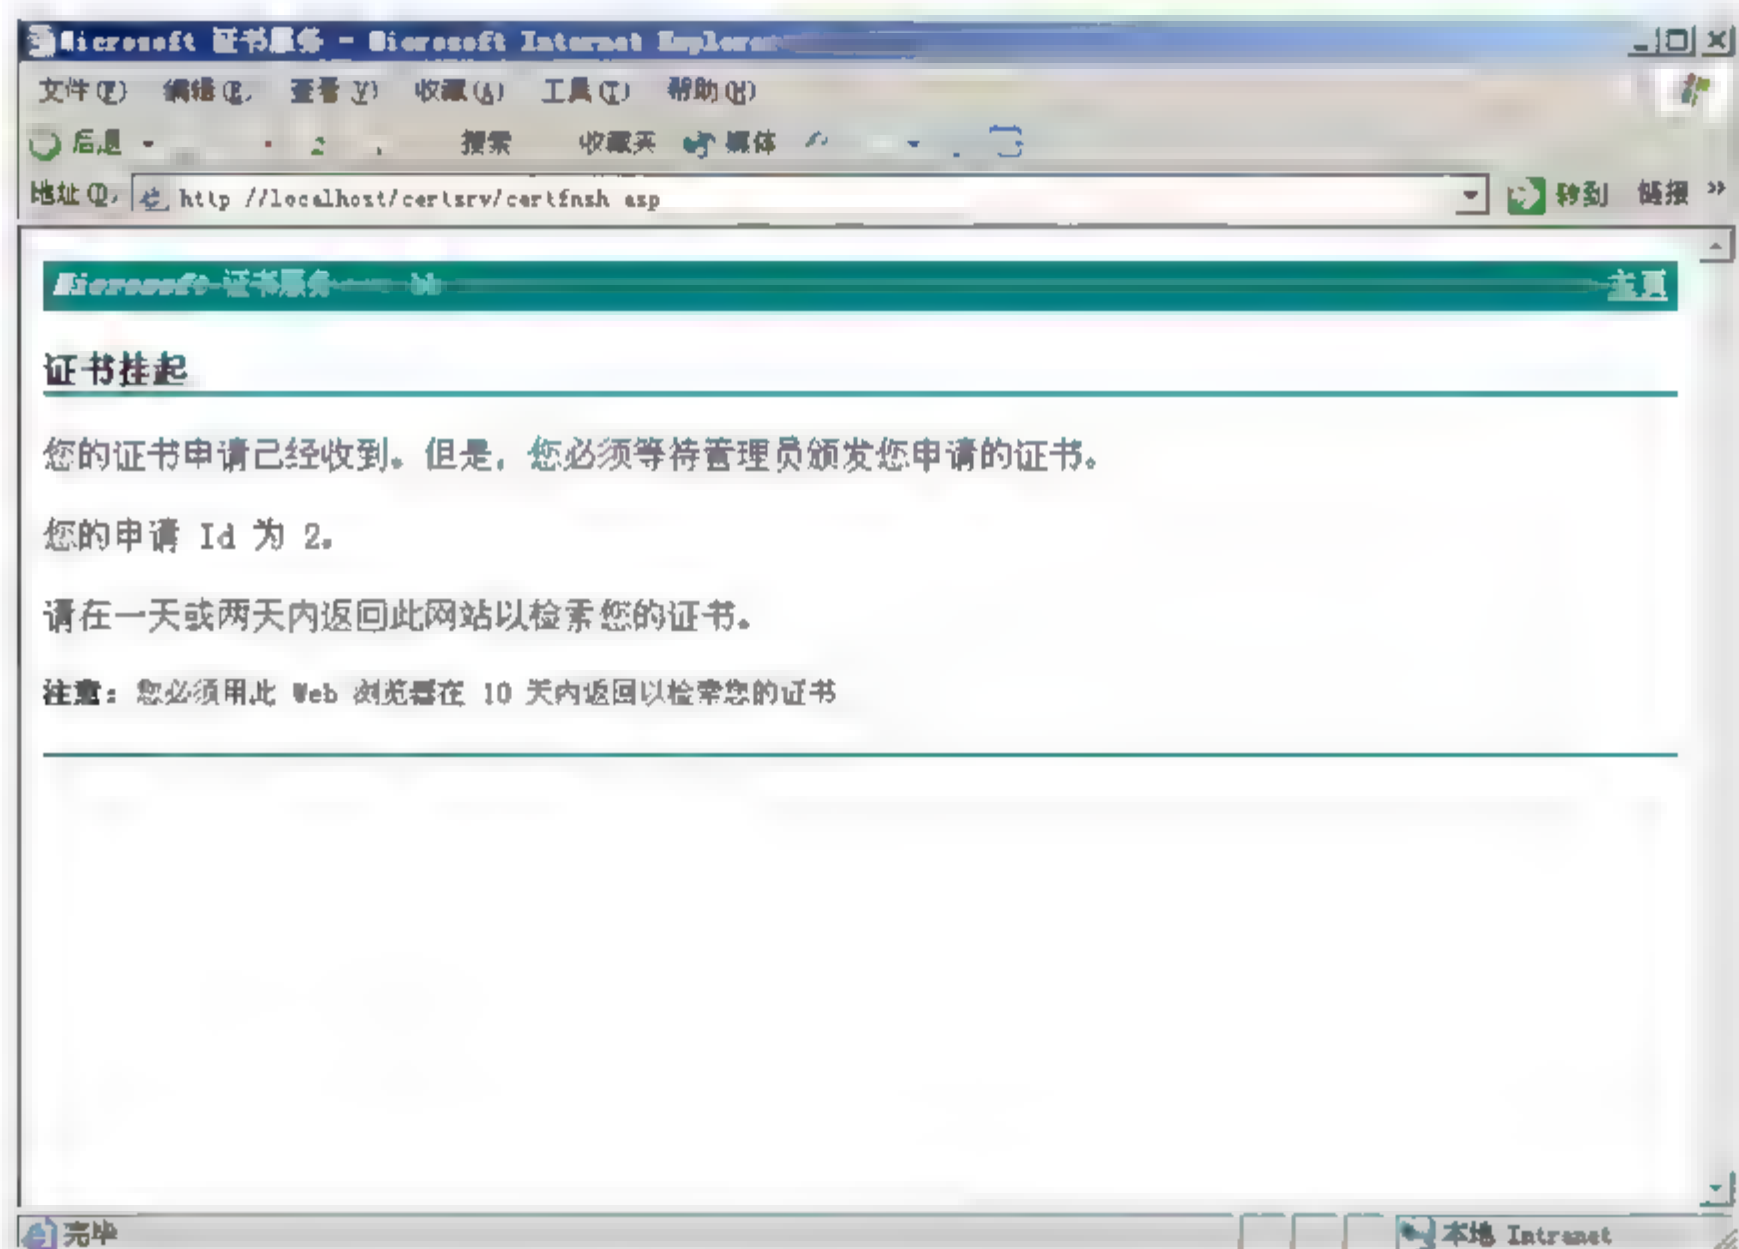 Microsoft 证书服务 - Microsoft Internet Explorer
文件(F) 编辑(E) 查看(V) 收藏(A) 工具(T) 帮助(H)
后退 搜索 收藏夹 媒体
地址(D) http://localhost/certsrv/certfnsh.asp 转到 链接 »
Microsoft 证书服务 -- bb 主页
证书挂起
您的证书申请已经收到。但是，您必须等待管理员颁发您申请的证书。
您的申请 Id 为 2。
请在一天或两天内返回此网站以检索您的证书。
注意：您必须用此 Web 浏览器在 10 天内返回以检索您的证书
完毕 本地 Intranet